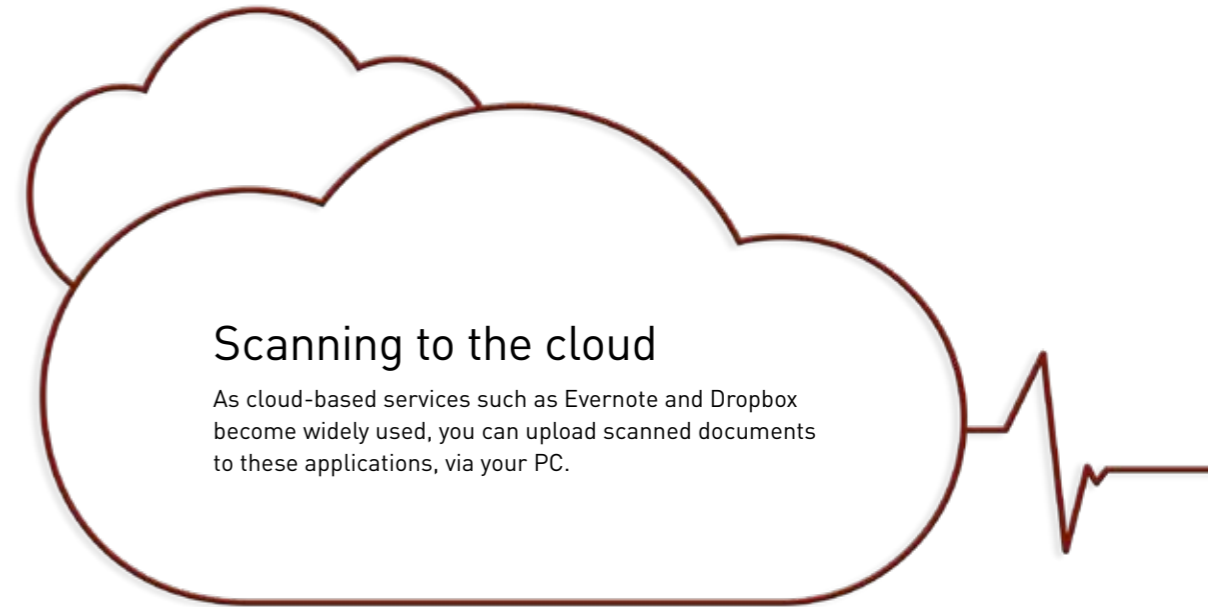 Scanning to the cloud
As cloud-based services such as Evernote and Dropbox
become widely used, you can upload scanned documents
to these applications, via your PC.